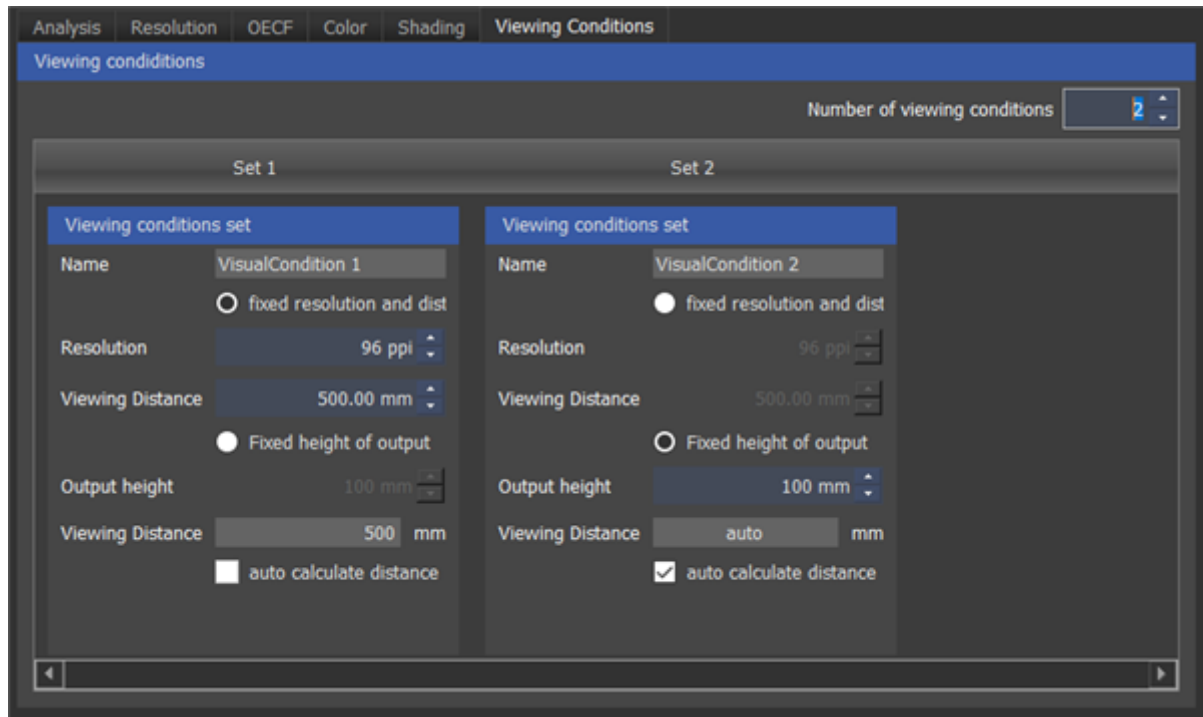 Analysis Resolution OECF Color Shading Viewing Conditions
Viewing condiditions
Number of viewing conditions 2
Set 1 Set 2
Viewing conditions set
Name VisualCondition 1
fixed resolution and dist
Resolution 96 ppi
Viewing Distance 500.00 mm
Fixed height of output
Output height 100 mm
Viewing Distance 500 mm
auto calculate distance
Viewing conditions set
Name VisualCondition 2
fixed resolution and dist
Resolution 96 ppi
Viewing Distance 500.00 mm
Fixed height of output
Output height 100 mm
Viewing Distance auto mm
auto calculate distance